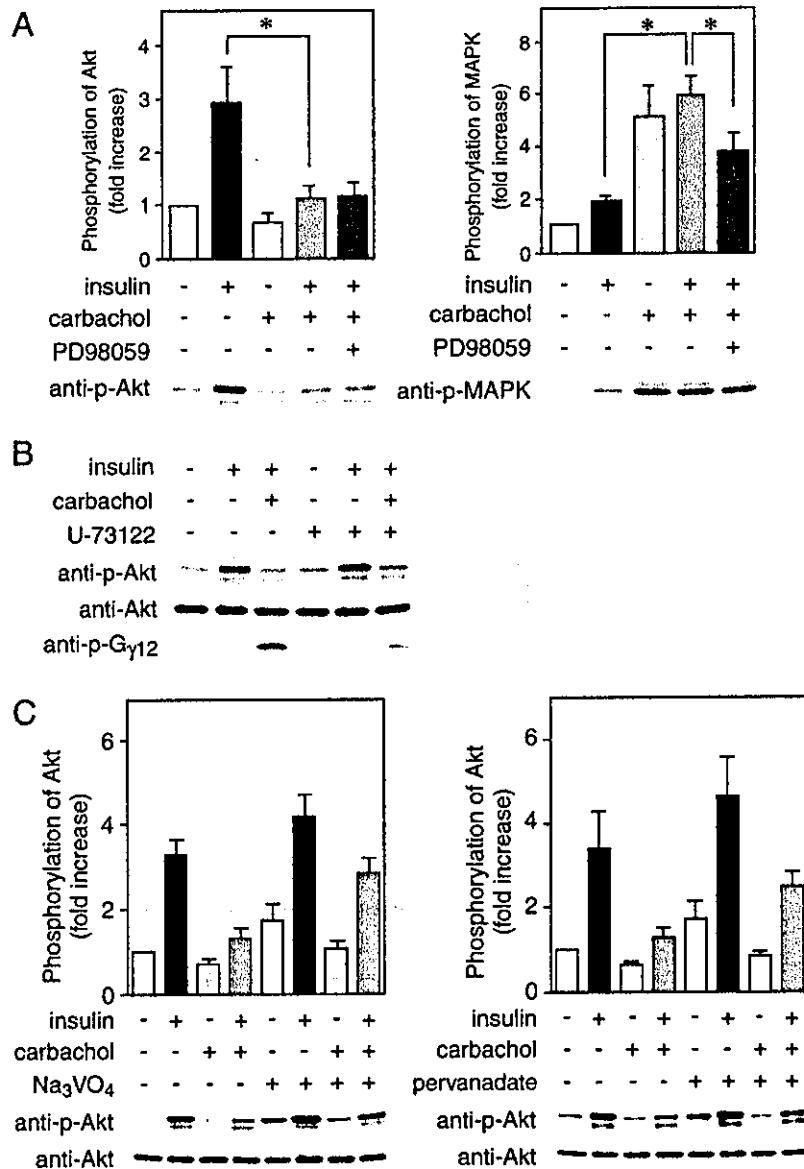 A
Phosphorylation of Akt
(fold increase)
4
3
2
1
0
*
insulin - + - + +
carbachol - - + + +
PD98059 - - - - +
anti-p-Akt
Phosphorylation of MAPK
(fold increase)
8
6
4
2
0
* *
insulin - + - + +
carbachol - - + + +
PD98059 - - - - +
anti-p-MAPK
B
insulin - + + - + +
carbachol - - + - - +
U-73122 - - - + + +
anti-p-Akt
anti-Akt
anti-p-Gγ12
C
Phosphorylation of Akt
(fold increase)
6
4
2
0
insulin - + - + - + - +
carbachol - - + + - - + +
Na3VO4 - - - - + + + +
anti-p-Akt
anti-Akt
Phosphorylation of Akt
(fold increase)
6
4
2
0
insulin - + - + - + - +
carbachol - - + + - - + +
pervanadate - - - - + + + +
anti-p-Akt
anti-Akt